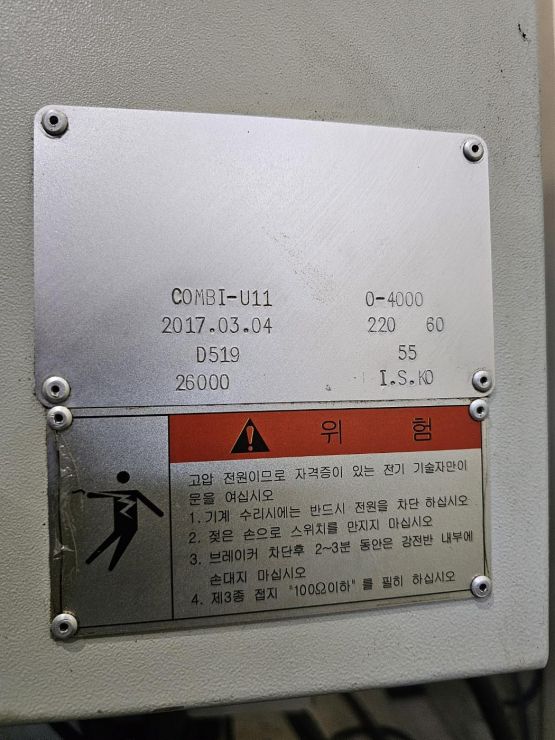 COMBI-U11 0-4000
2017.03.04 220 60
D519 55
26000 I.S.KO
위 험
고압 전원이므로 자격증이 있는 전기 기술자만이
문을 여십시오
1. 기계 수리시에는 반드시 전원을 차단 하십시오
2. 젖은 손으로 스위치를 만지지 마십시오
3. 브레이커 차단후 2~3분 동안은 강전반 내부에
손대지 마십시오
4. 제3종 접지 "100Ω이하"를 필히 하십시오